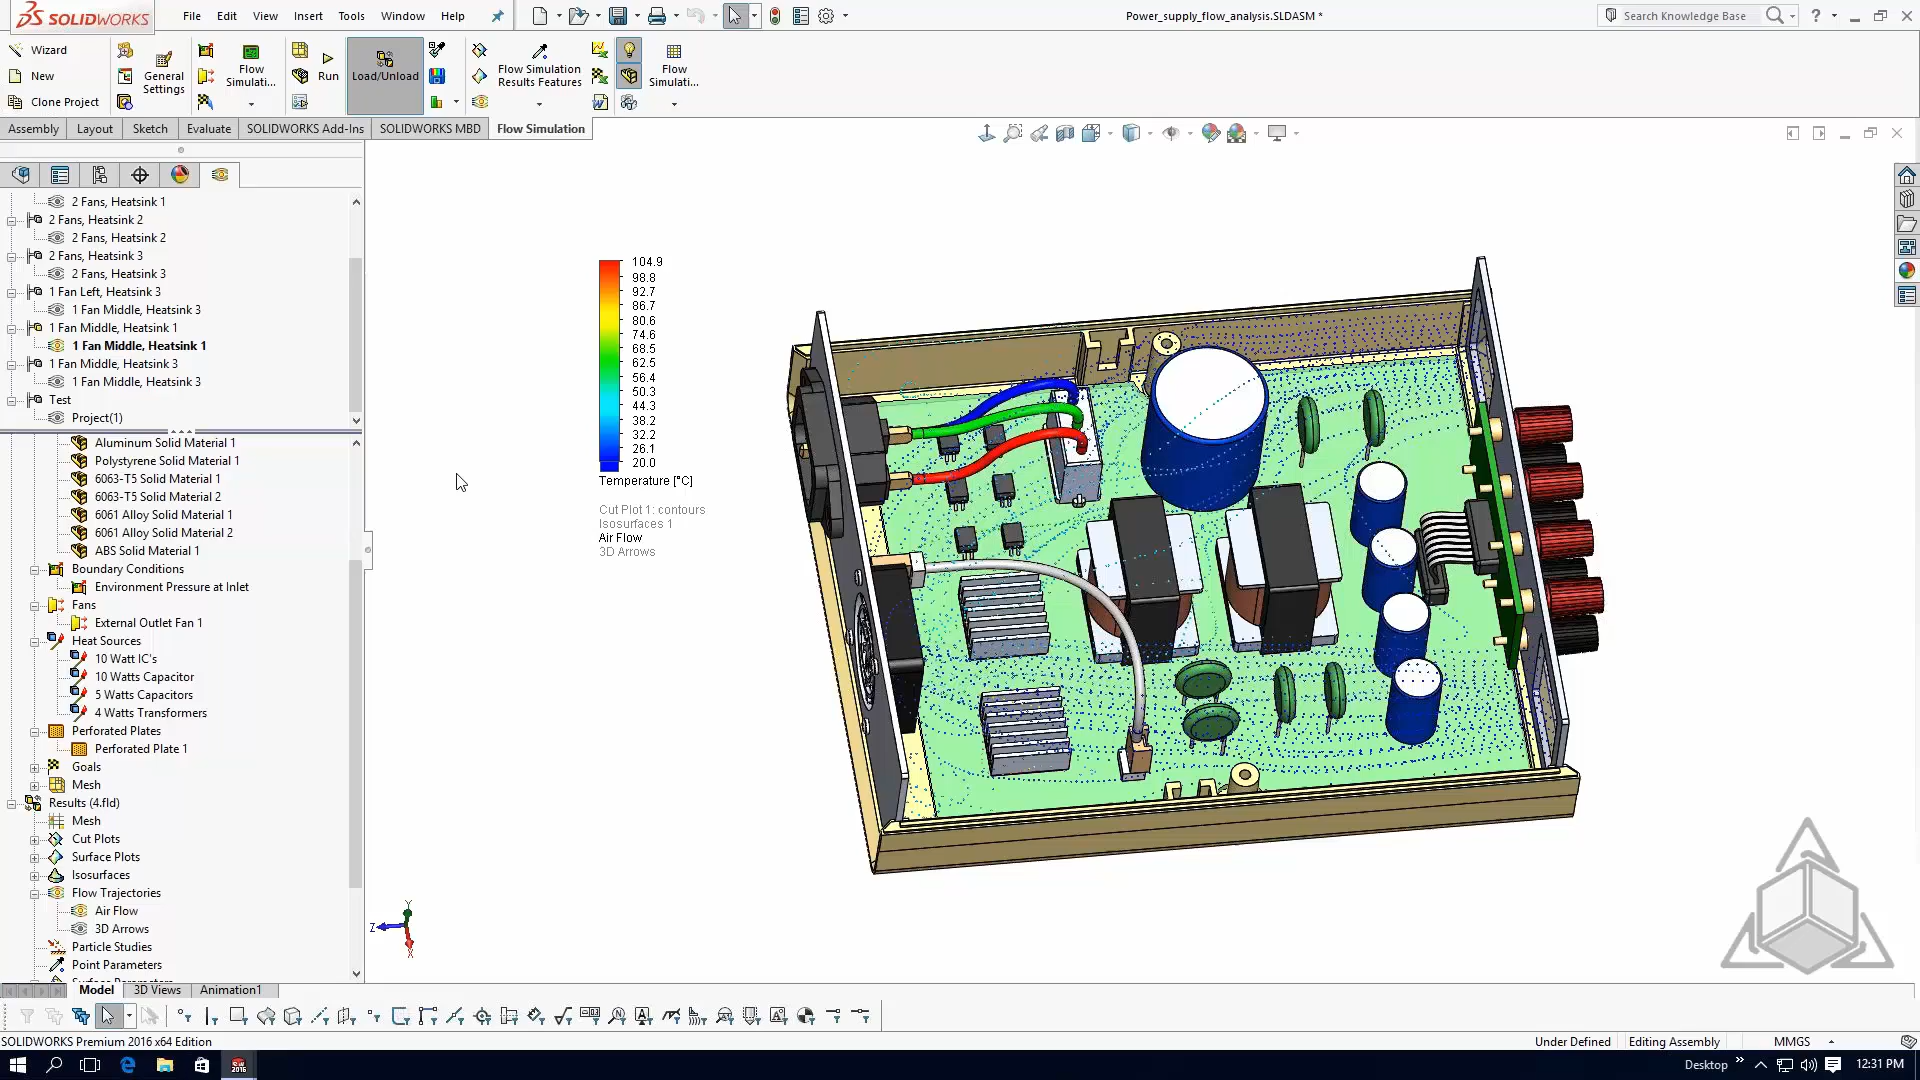 SOLIDWORKS
File Edit View Insert Tools Window Help
Power_supply_flow_analysis.SLDASM *
Search Knowledge Base
Wizard
New
Clone Project
General Settings
Flow Simulati...
Run
Load/Unload
Flow Simulation Results Features
Flow Simulati...
Assembly Layout Sketch Evaluate SOLIDWORKS Add-Ins SOLIDWORKS MBD Flow Simulation
2 Fans, Heatsink 1
2 Fans, Heatsink 2
2 Fans, Heatsink 2
2 Fans, Heatsink 3
2 Fans, Heatsink 3
1 Fan Left, Heatsink 3
1 Fan Middle, Heatsink 3
1 Fan Middle, Heatsink 1
1 Fan Middle, Heatsink 1
1 Fan Middle, Heatsink 3
1 Fan Middle, Heatsink 3
Test
Project(1)
Aluminum Solid Material 1
Polystyrene Solid Material 1
6063-T5 Solid Material 1
6063-T5 Solid Material 2
6061 Alloy Solid Material 1
6061 Alloy Solid Material 2
ABS Solid Material 1
Boundary Conditions
Environment Pressure at Inlet
Fans
External Outlet Fan 1
Heat Sources
10 Watt IC's
10 Watts Capacitor
5 Watts Capacitors
4 Watts Transformers
Perforated Plates
Perforated Plate 1
Goals
Mesh
Results (4.fld)
Mesh
Cut Plots
Surface Plots
Isosurfaces
Flow Trajectories
Air Flow
3D Arrows
Particle Studies
Point Parameters
104.9
98.8
92.7
86.7
80.6
74.6
68.5
62.5
56.4
50.3
44.3
38.2
32.2
26.1
20.0
Temperature [°C]
Cut Plot 1: contours
Isosurfaces 1
Air Flow
3D Arrows
Y
Z
X
Model 3D Views Animation1
SOLIDWORKS Premium 2016 x64 Edition
Under Defined Editing Assembly MMGS
Desktop
12:31 PM